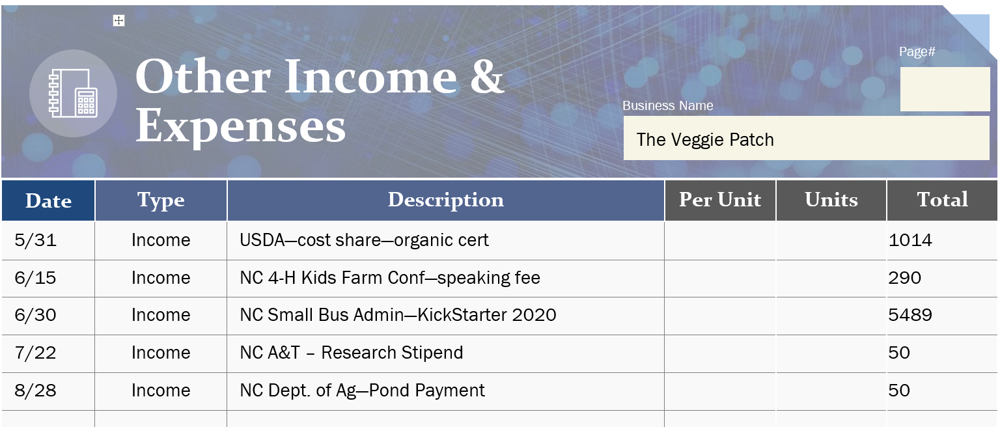 Page#
Other Income &
Expenses
Business Name
The Veggie Patch
Date Type Description Per Unit Units Total
5/31 Income USDA—cost share—organic cert 1014
6/15 Income NC 4-H Kids Farm Conf—speaking fee 290
6/30 Income NC Small Bus Admin—KickStarter 2020 5489
7/22 Income NC A&T – Research Stipend 50
8/28 Income NC Dept. of Ag—Pond Payment 50